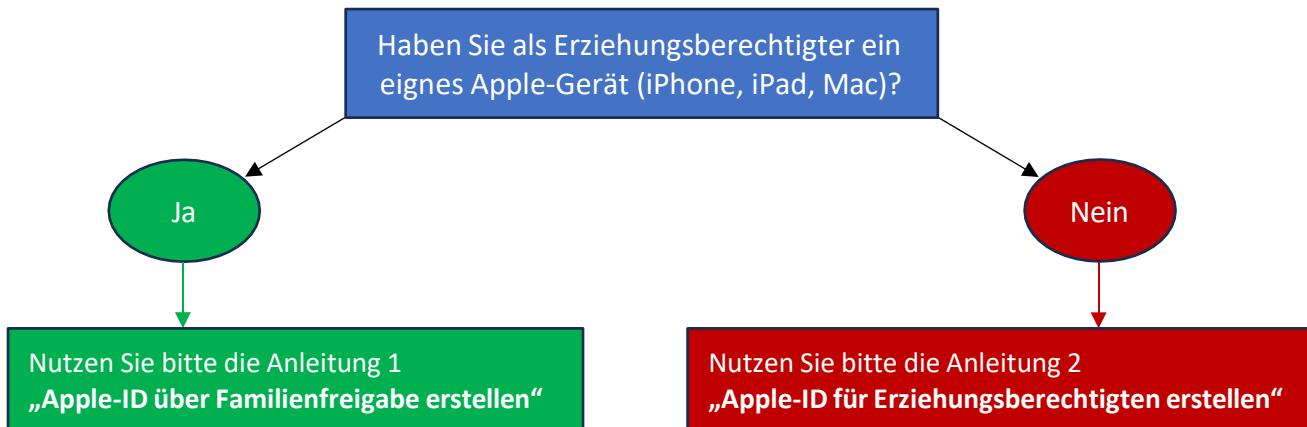 Haben Sie als Erziehungsberechtigter ein
eignes Apple-Gerät (iPhone, iPad, Mac)?
Ja
Nein
Nutzen Sie bitte die Anleitung 1
„Apple-ID über Familienfreigabe erstellen“
Nutzen Sie bitte die Anleitung 2
„Apple-ID für Erziehungsberechtigten erstellen“